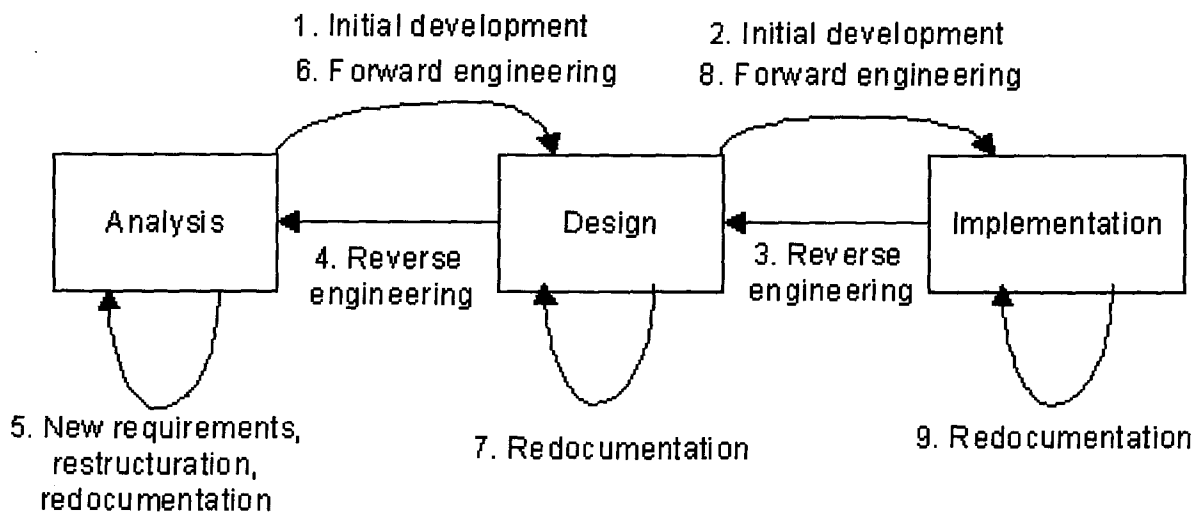 1. Initial development
6. Forward engineering
2. Initial development
8. Forward engineering
Analysis
Design
Implementation
4. Reverse
engineering
3. Reverse
engineering
5. New requirements,
restructuration,
redocumentation
7. Redocumentation
9. Redocumentation